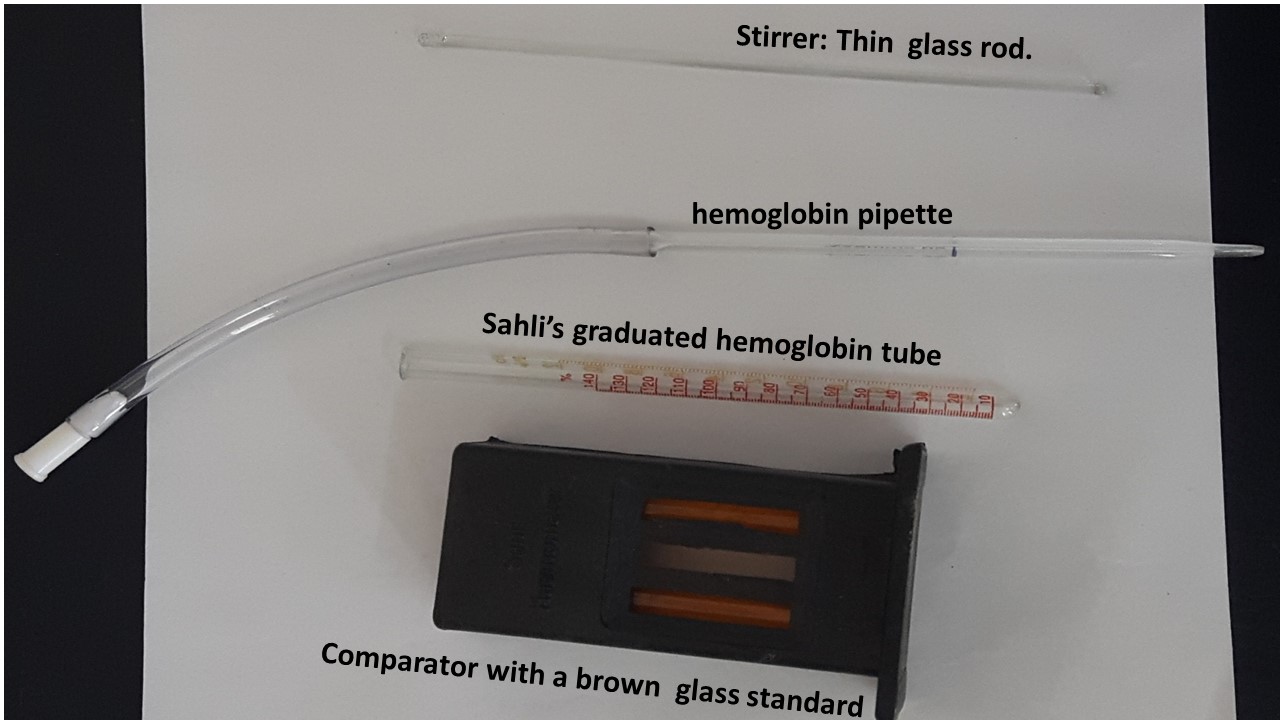 Stirrer: Thin  glass rod.
hemoglobin pipette
Sahli’s graduated hemoglobin tube
% 140 130 120 110 100 90 80 70 60 50 40 30 20 10
Comparator with a brown  glass standard